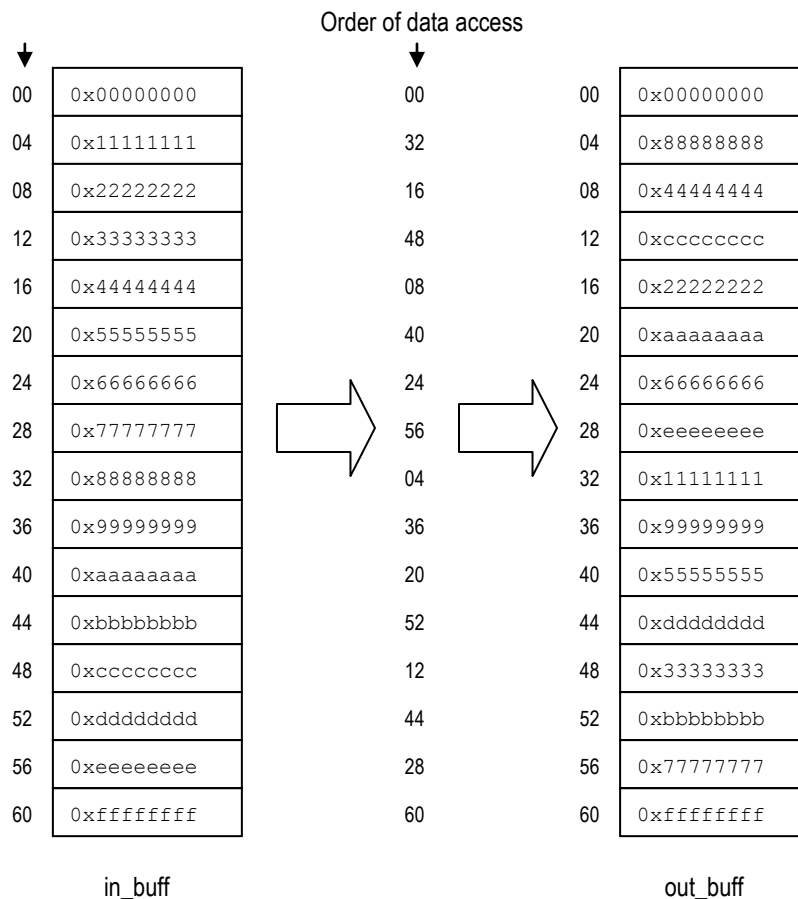 Order of data access
00 0x00000000 00 00 0x00000000
04 0x11111111 32 04 0x88888888
08 0x22222222 16 08 0x44444444
12 0x33333333 48 12 0xcccccccc
16 0x44444444 08 16 0x22222222
20 0x55555555 40 20 0xaaaaaaaa
24 0x66666666 24 24 0x66666666
28 0x77777777 56 28 0xeeeeeeee
32 0x88888888 04 32 0x11111111
36 0x99999999 36 36 0x99999999
40 0xaaaaaaaa 20 40 0x55555555
44 0xbbbbbbbb 52 44 0xdddddddd
48 0xcccccccc 12 48 0x33333333
52 0xdddddddd 44 52 0xbbbbbbbb
56 0xeeeeeeee 28 56 0x77777777
60 0xffffffff 60 60 0xffffffff
in_buff out_buff